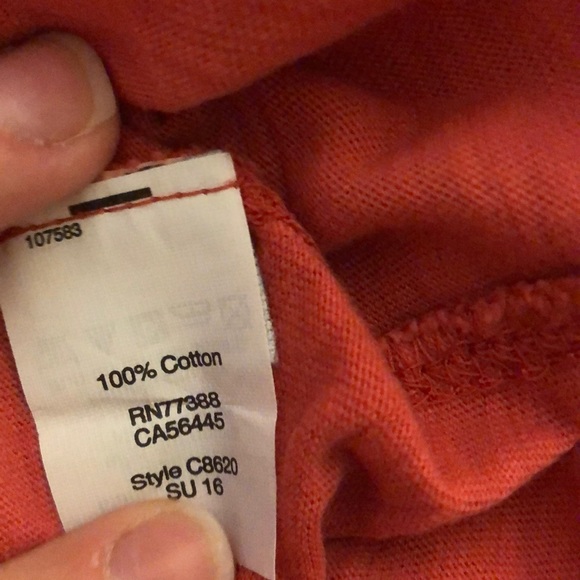 107583
100% Cotton
RN77388
CA56445
Style C8620
SU 16